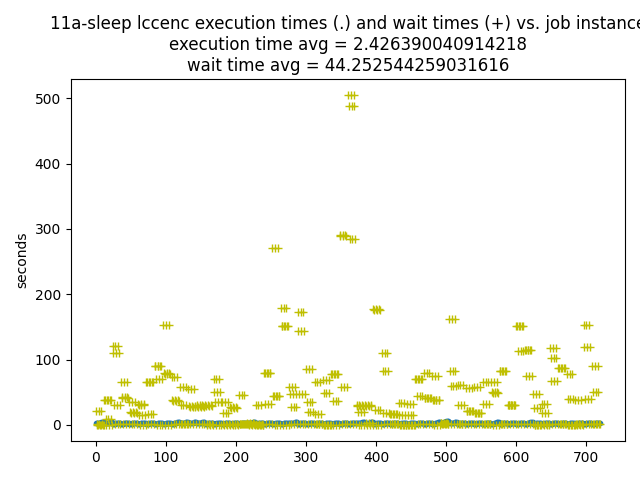 11a-sleep lccenc execution times (.) and wait times (+) vs. job instance
execution time avg = 2.426390040914218
wait time avg = 44.252544259031616
500
400
300
200
100
0
seconds
0 100 200 300 400 500 600 700